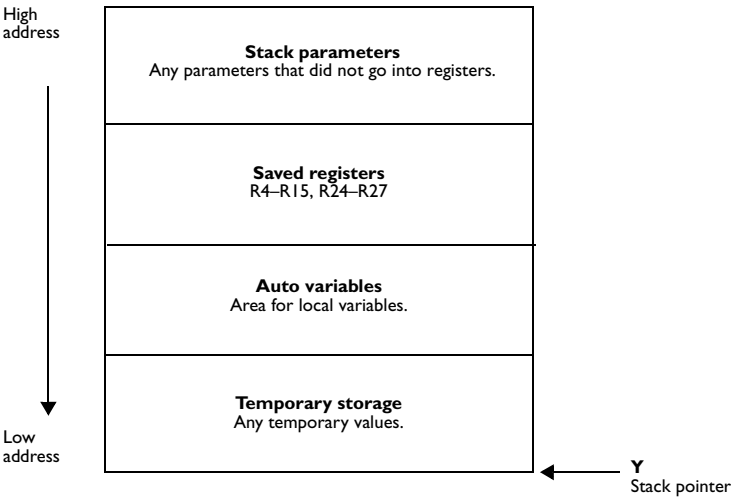 High
address
Stack parameters
Any parameters that did not go into registers.
Saved registers
R4–R15, R24–R27
Auto variables
Area for local variables.
Temporary storage
Any temporary values.
Low
address
Y
Stack pointer